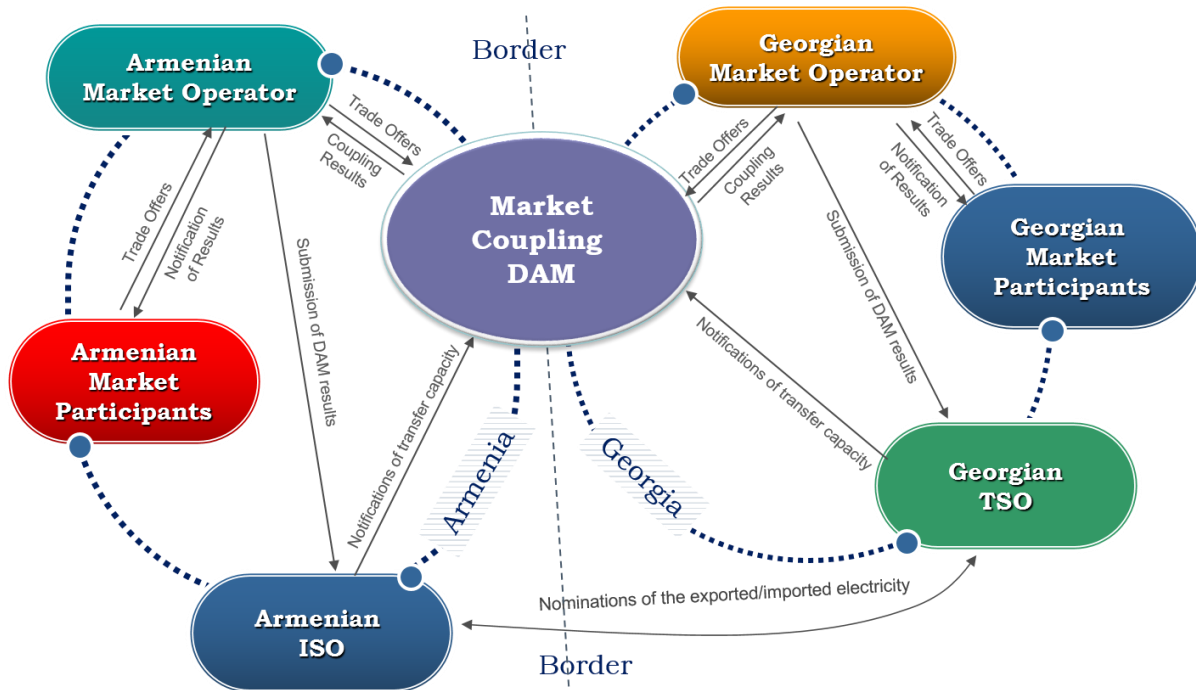 Border
Armenian
Market Operator
Georgian
Market Operator
Trade Offers
Coupling
Results
Trade Offers
Coupling
Results
Trade Offers
Notification
of Results
Trade Offers
Notification
of Results
Market
Coupling
DAM
Georgian
Market
Participants
Submission of DAM results
Submission of DAM results
Armenian
Market
Participants
Notifications of transfer capacity
Notifications of transfer capacity
Armenia
Georgia
Georgian
TSO
Nominations of the exported/imported electricity
Armenian
ISO
Border